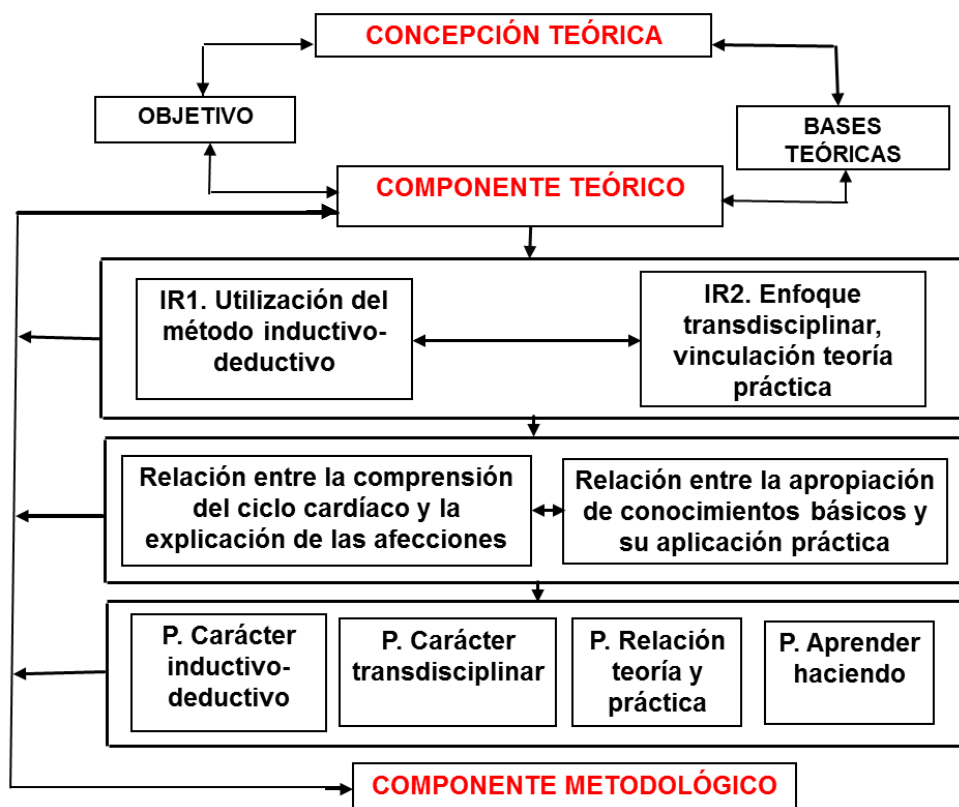 CONCEPCIÓN TEÓRICA
OBJETIVO
BASES
TEÓRICAS
COMPONENTE TEÓRICO
IR1. Utilización del
método inductivo-
deductivo
IR2. Enfoque
transdisciplinar,
vinculación teoría
práctica
Relación entre la comprensión
del ciclo cardíaco y la
explicación de las afecciones
Relación entre la apropiación
de conocimientos básicos y
su aplicación práctica
P. Carácter
inductivo-
deductivo
P. Carácter
transdisciplinar
P. Relación
teoría y
práctica
P. Aprender
haciendo
COMPONENTE METODOLÓGICO